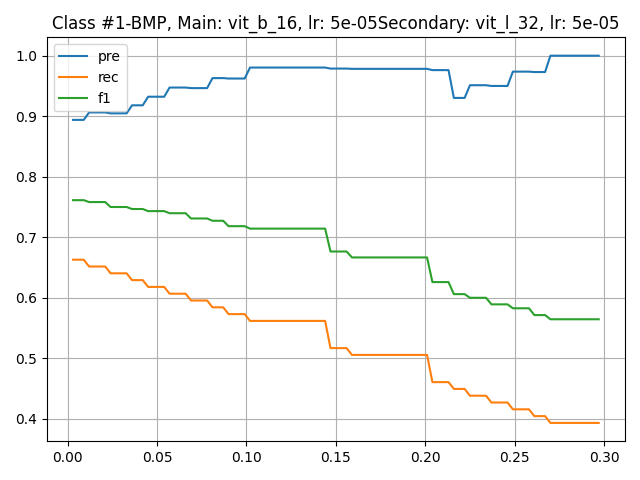 Class #1-BMP, Main: vit_b_16, lr: 5e-05Secondary: vit_l_32, lr: 5e-05
pre
rec
f1
1.0
0.9
0.8
0.7
0.6
0.5
0.4
0.00 0.05 0.10 0.15 0.20 0.25 0.30